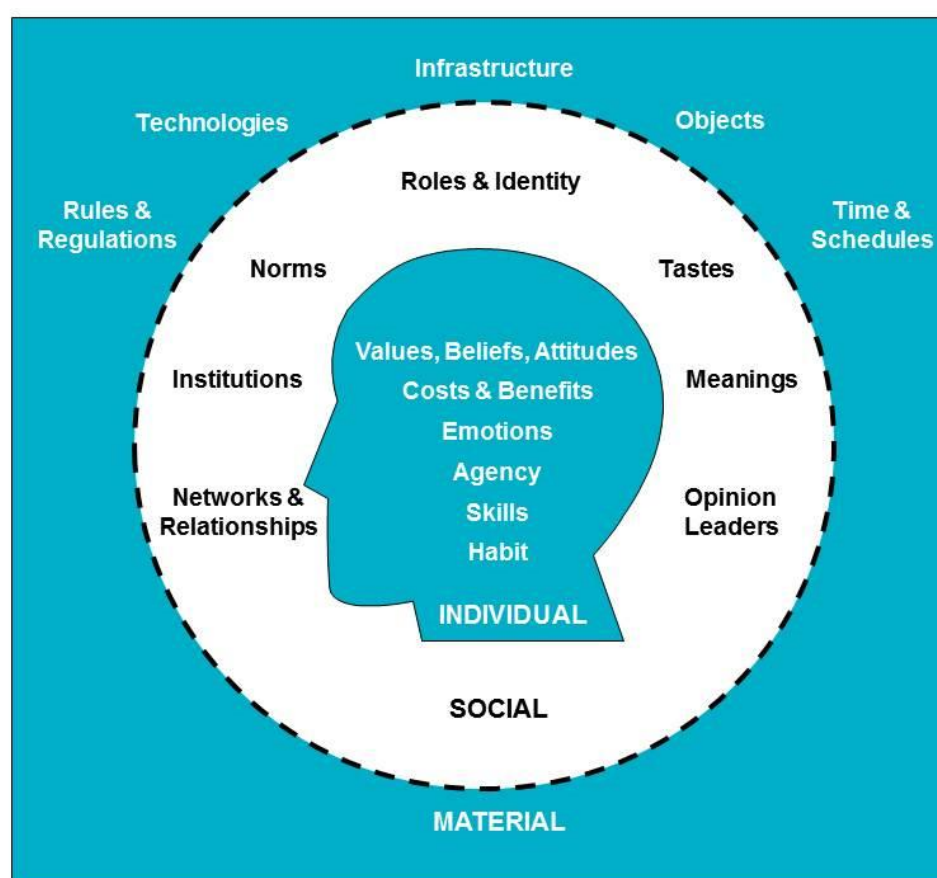 Infrastructure
Technologies
Objects
Roles & Identity
Rules &
Regulations
Time &
Schedules
Norms
Tastes
Values, Beliefs, Attitudes
Institutions
Meanings
Costs & Benefits
Emotions
Agency
Networks &
Relationships
Opinion
Leaders
Skills
Habit
INDIVIDUAL
SOCIAL
MATERIAL